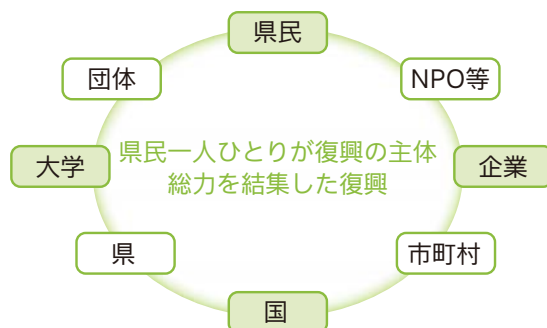 県民
団体
NPO等
大学
県民一人ひとりが復興の主体
総力を結集した復興
企業
県
市町村
国